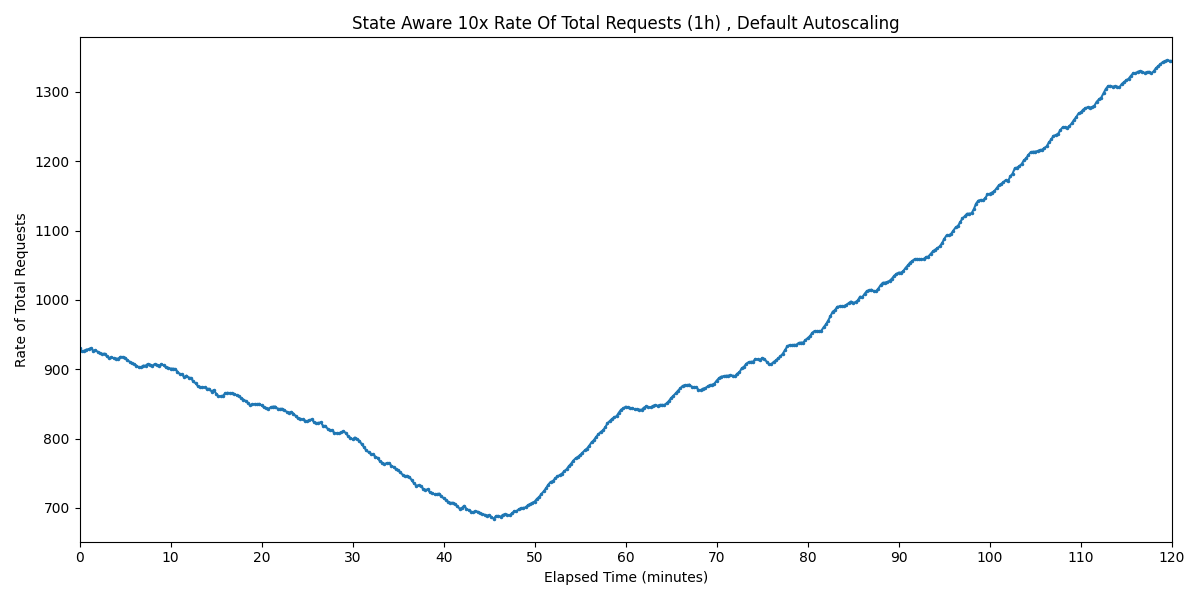 State Aware 10x Rate Of Total Requests (1h) , Default Autoscaling
1300
1200
1100
1000
900
800
700
Rate of Total Requests
0 10 20 30 40 50 60 70 80 90 100 110 120
Elapsed Time (minutes)